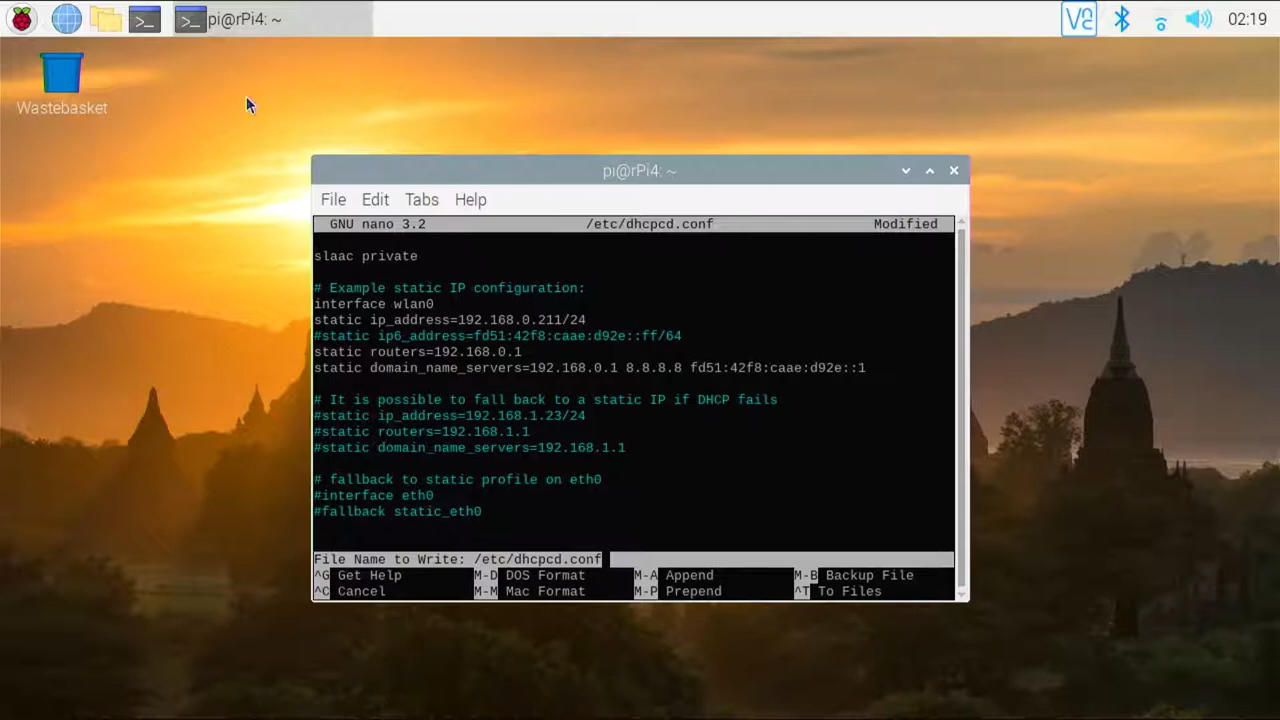 pi@rPi4: ~
02:19
Wastebasket
pi@rPi4: ~
File Edit Tabs Help
GNU nano 3.2 /etc/dhcpcd.conf Modified
slaac private
# Example static IP configuration:
interface wlan0
static ip_address=192.168.0.211/24
#static ip6_address=fd51:42f8:caae:d92e::ff/64
static routers=192.168.0.1
static domain_name_servers=192.168.0.1 8.8.8.8 fd51:42f8:caae:d92e::1
# It is possible to fall back to a static IP if DHCP fails
#static ip_address=192.168.1.23/24
#static routers=192.168.1.1
#static domain_name_servers=192.168.1.1
# fallback to static profile on eth0
#interface eth0
#fallback static_eth0
File Name to Write: /etc/dhcpcd.conf
^G Get Help M-D DOS Format M-A Append M-B Backup File
^C Cancel M-M Mac Format M-P Prepend ^T To Files